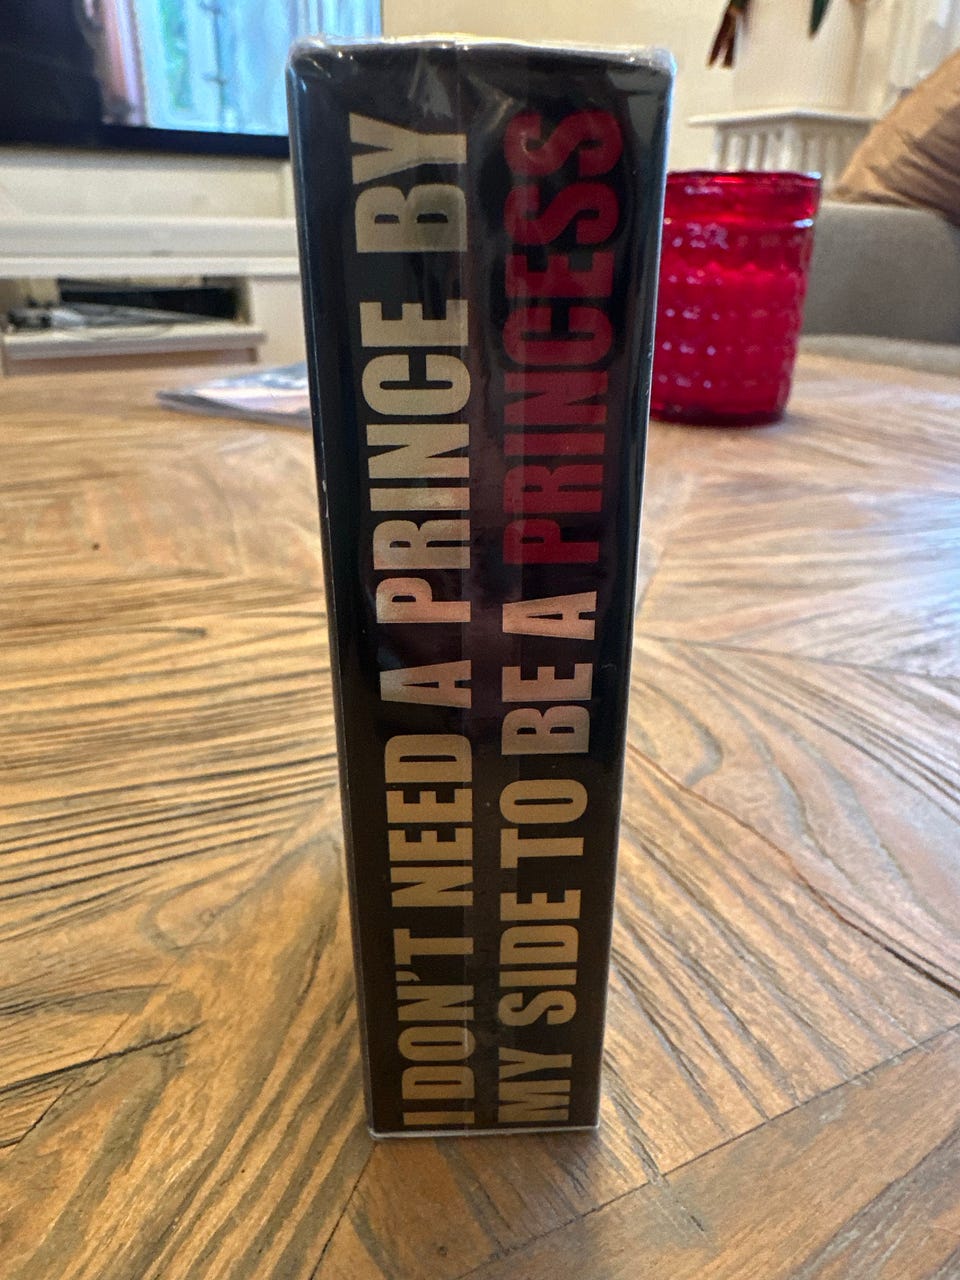 I DON'T NEED A PRINCE BY
MY SIDE TO BE A PRINCESS